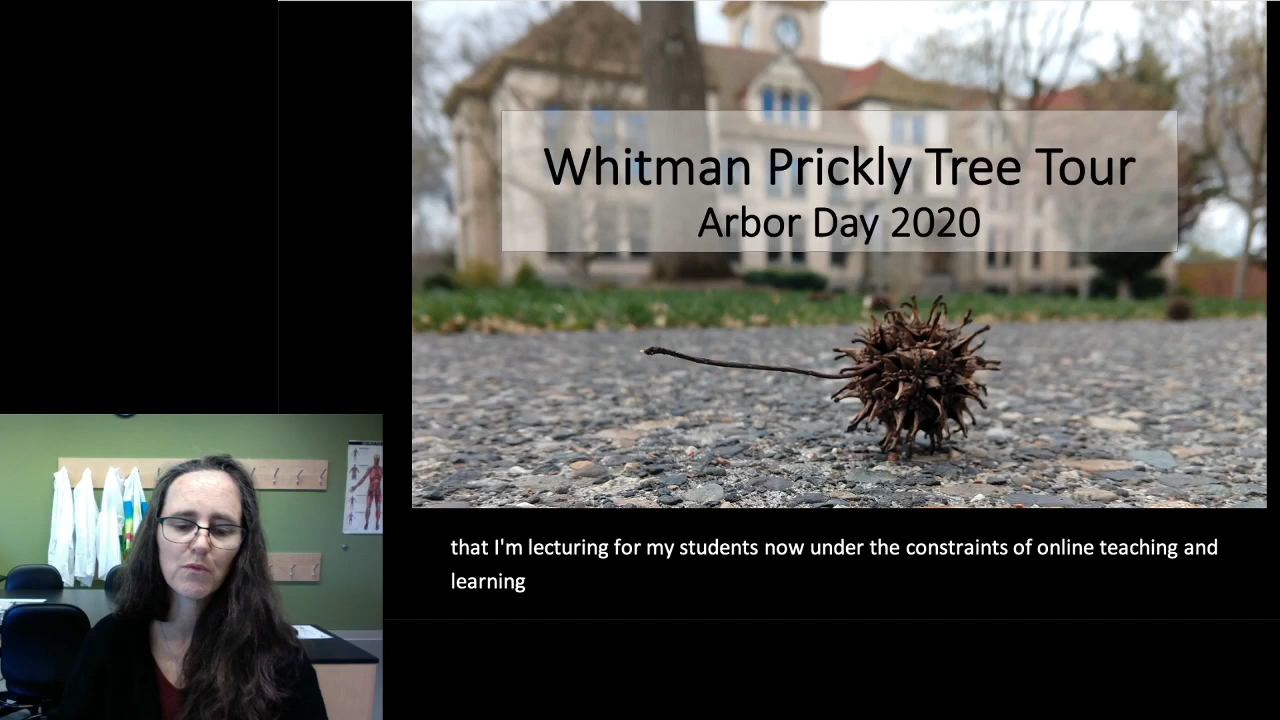 Whitman Prickly Tree Tour
Arbor Day 2020
that I'm lecturing for my students now under the constraints of online teaching and
learning